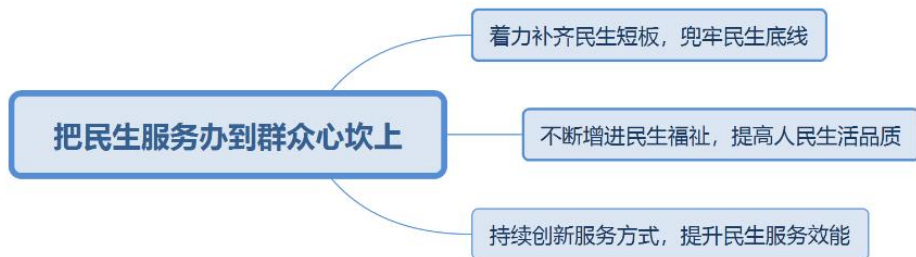 着力补齐民生短板，兜牢民生底线
把民生服务办到群众心坎上
不断增进民生福祉，提高人民生活品质
持续创新服务方式，提升民生服务效能